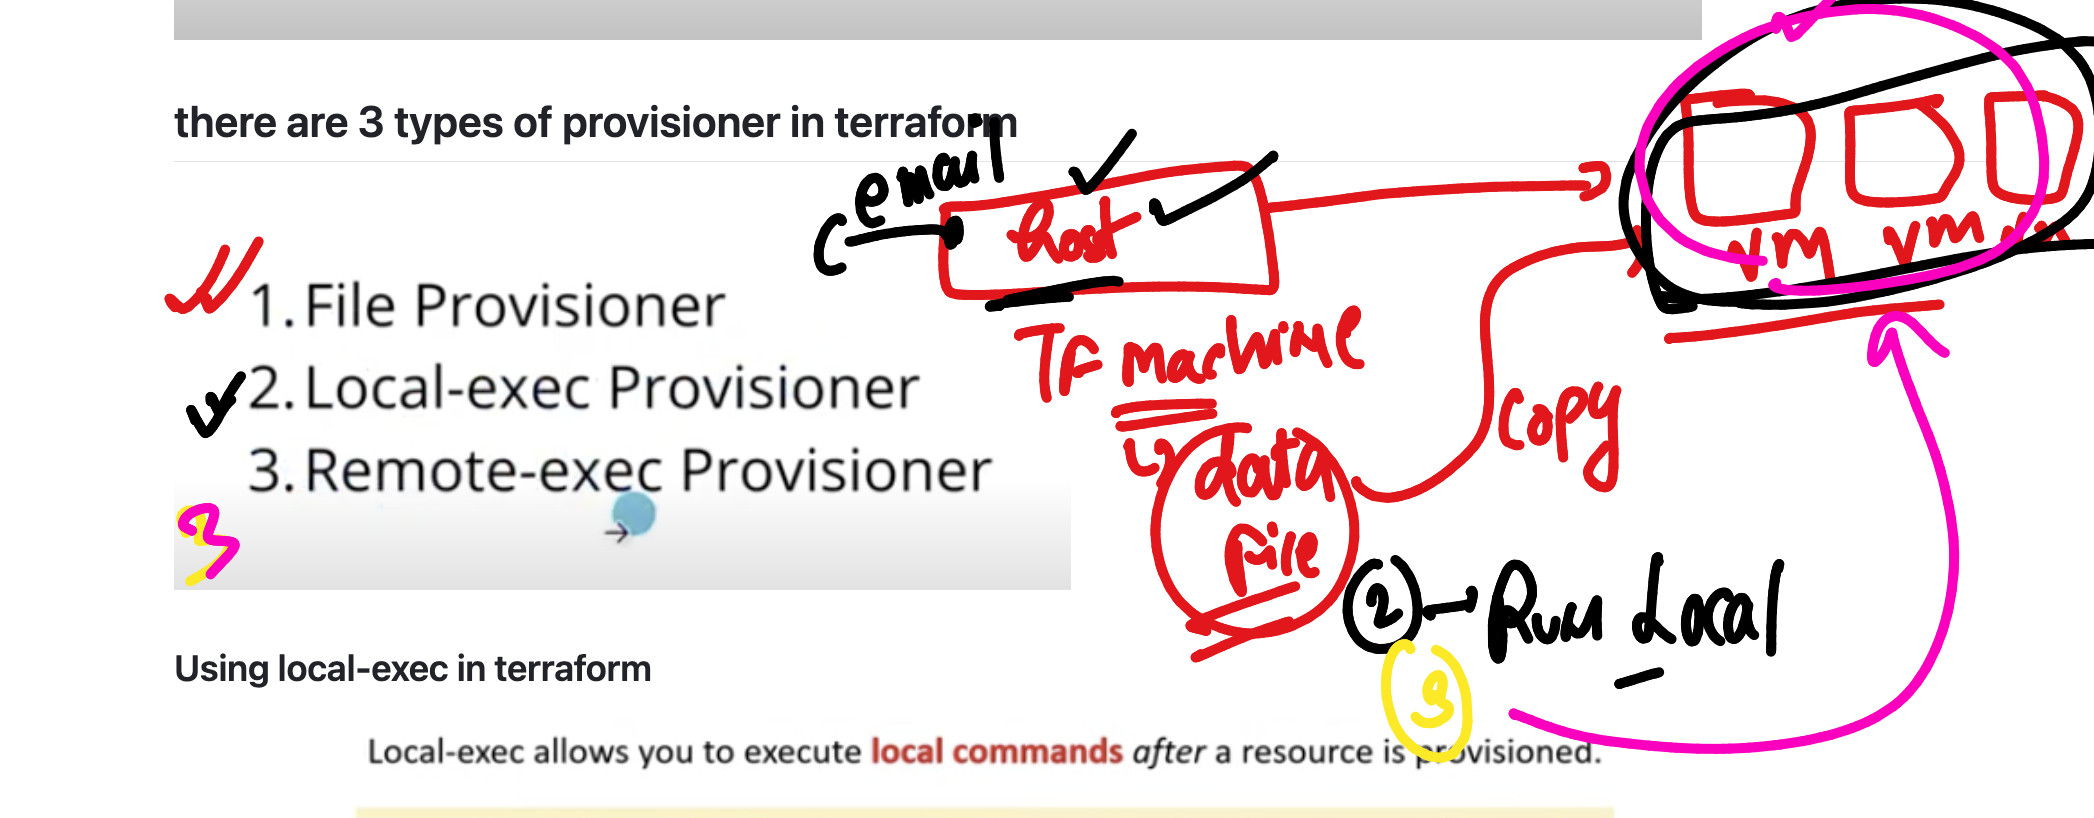 there are 3 types of provisioner in terraform
email
host
vm vm
1. File Provisioner
TF Machine
2. Local-exec Provisioner
copy
3. Remote-exec Provisioner
data
file
3
2 → Run Local
3
Using local-exec in terraform
Local-exec allows you to execute local commands after a resource is provisioned.